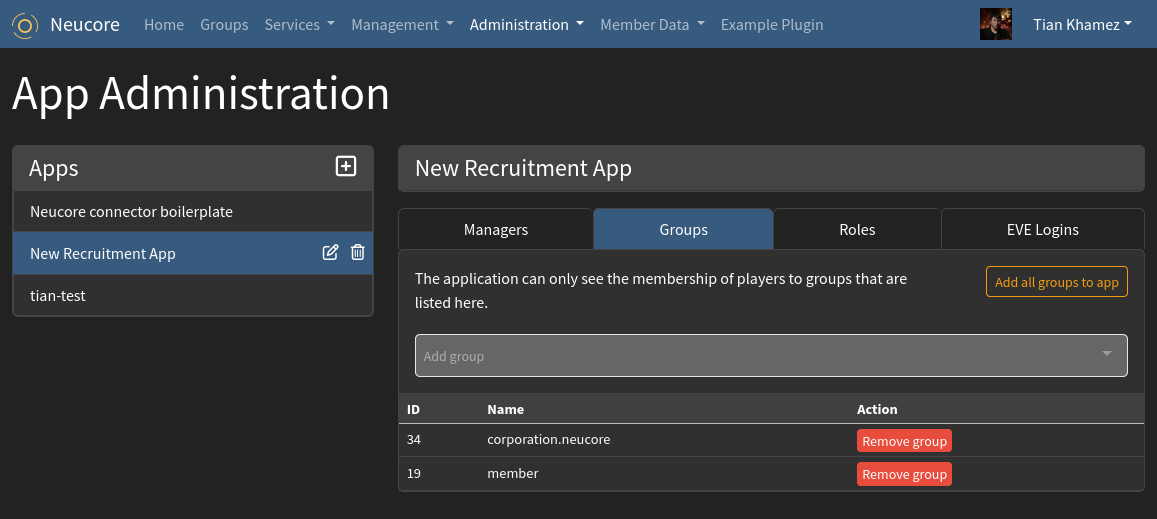 Neucore Home Groups Services Management Administration Member Data Example Plugin Tian Khamez
App Administration
Apps
Neucore connector boilerplate
New Recruitment App
tian-test
New Recruitment App
Managers Groups Roles EVE Logins
The application can only see the membership of players to groups that are
listed here.
Add all groups to app
Add group
ID Name Action
34 corporation.neucore Remove group
19 member Remove group